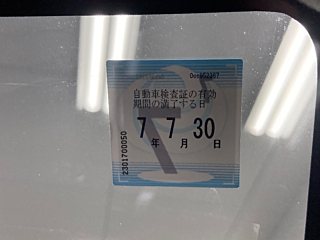 自動車検査証の有効
期間の満了する日
7 7 30
年 月 日
2301700050